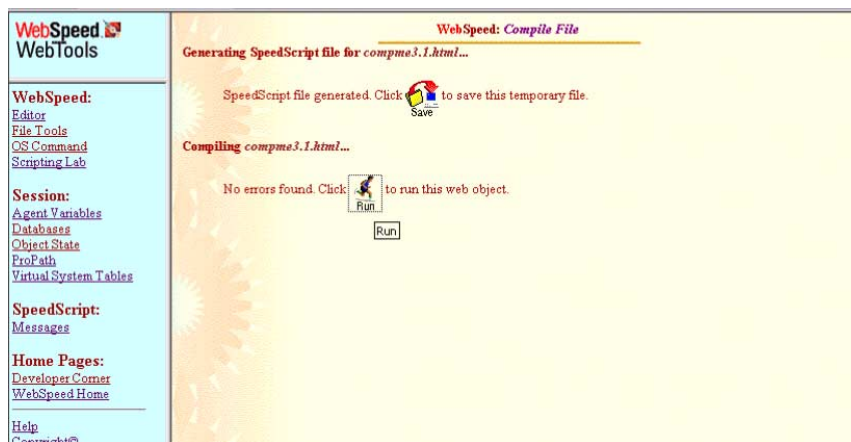 WebSpeed
WebTools
WebSpeed:
Editor
File Tools
OS Command
Scripting Lab
Session:
Agent Variables
Databases
Object State
ProPath
Virtual System Tables
SpeedScript:
Messages
Home Pages:
Developer Corner
WebSpeed Home
Help
Copyright©
WebSpeed: Compile File
Generating SpeedScript file for compme3.1.html...
SpeedScript file generated. Click Save to save this temporary file.
Compiling compme3.1.html...
No errors found. Click Run to run this web object.
Run